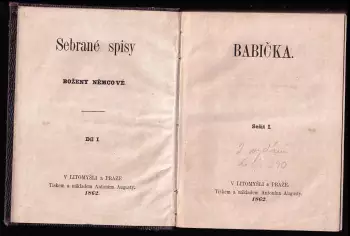 Sebrané spisy
BOŽENY NĚMCOVÉ.
Díl I.
V LITOMYŠLI a PRAZE.
Tiskem a nákladem Antonína Augusty.
1862.
BABIČKA.
Sešit I.
V LITOMYŠLI a PRAZE.
Tiskem a nákladem Antonína Augusty.
1862.